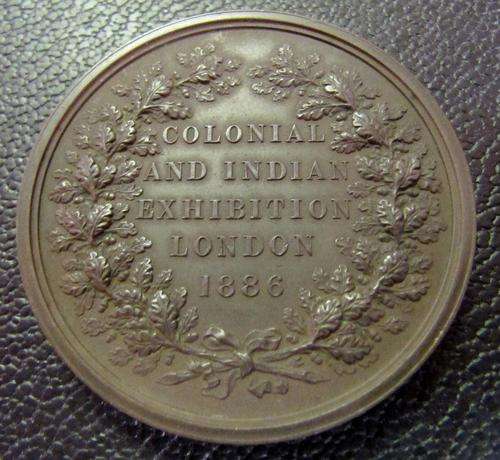 COLONIAL
AND INDIAN
EXHIBITION
LONDON
1886